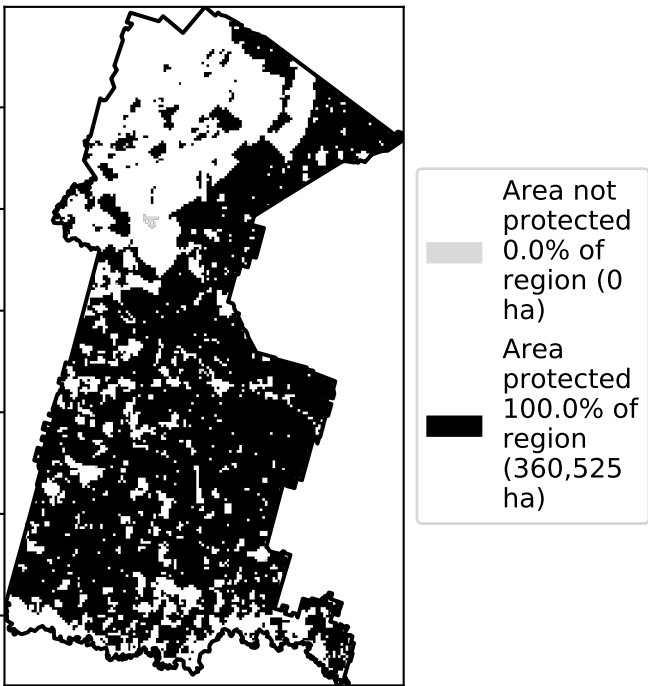 Area not
protected
0.0% of
region (0
ha)
Area
protected
100.0% of
region
(360,525
ha)